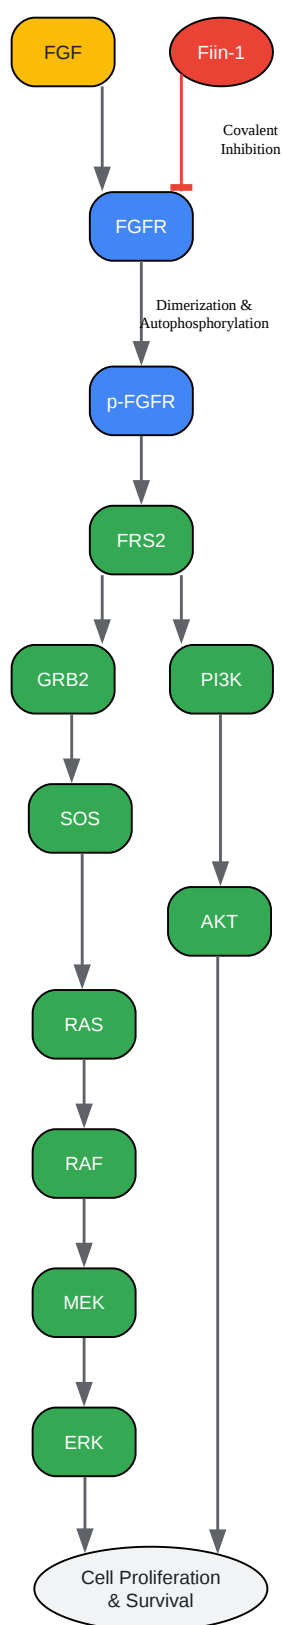 FGF
Fiin-1
Covalent
Inhibition
FGFR
Dimerization &
Autophosphorylation
p-FGFR
FRS2
GRB2
PI3K
SOS
AKT
RAS
RAF
MEK
ERK
Cell Proliferation
& Survival